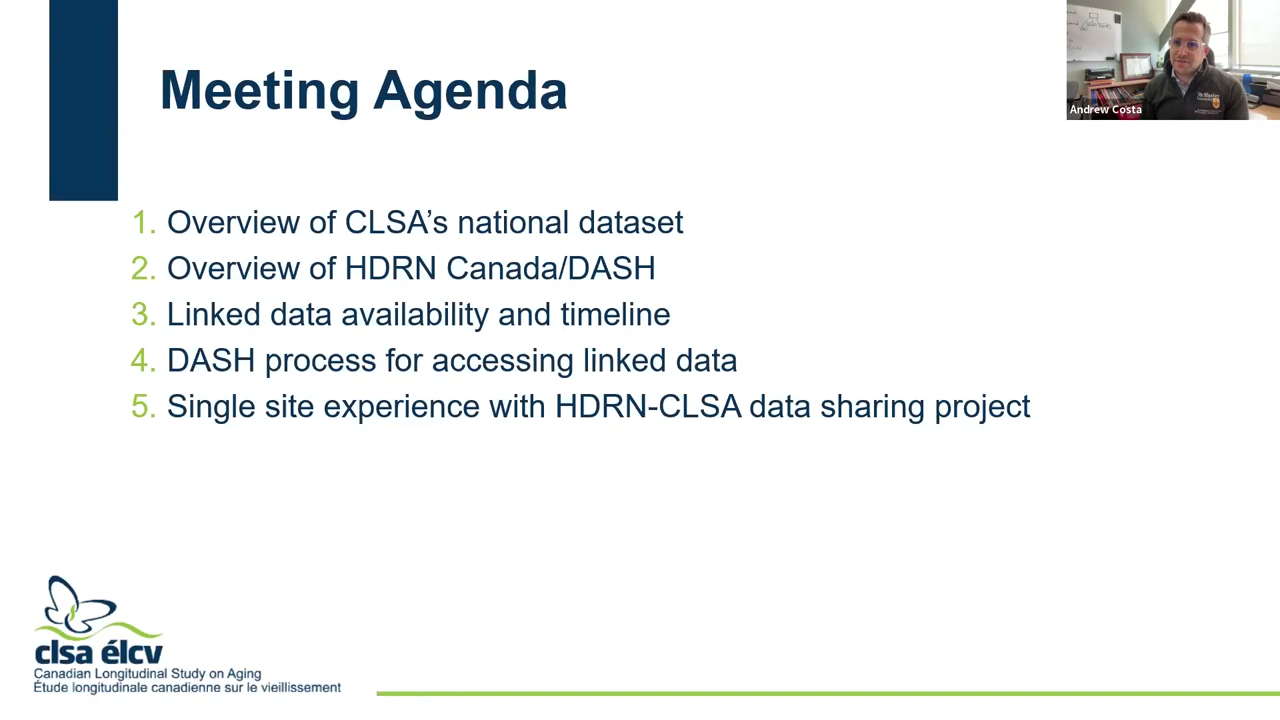 Meeting Agenda
Andrew Costa
1. Overview of CLSA’s national dataset
2. Overview of HDRN Canada/DASH
3. Linked data availability and timeline
4. DASH process for accessing linked data
5. Single site experience with HDRN-CLSA data sharing project
clsa élcv
Canadian Longitudinal Study on Aging
Étude longitudinale canadienne sur le vieillissement